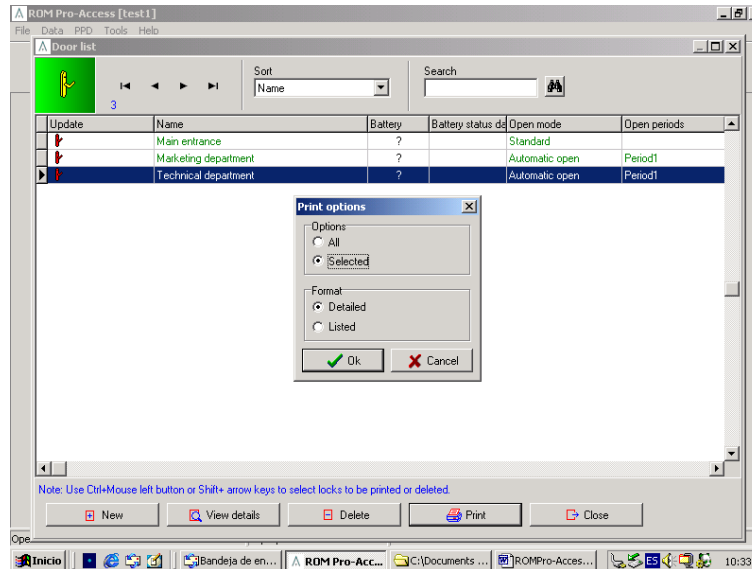 ROM Pro-Access [test1]
File Data PPD Tools Help
Door list
3
Sort
Name
Search
Update Name Battery Battery status da Open mode Open periods
Main entrance ? Standard
Marketing department ? Automatic open Period1
Technical department ? Automatic open Period1
Print options
Options
All
Selected
Format
Detailed
Listed
Ok Cancel
Note: Use Ctrl+Mouse left button or Shift+ arrow keys to select locks to be printed or deleted.
New View details Delete Print Close
Ope
Inicio Bandeja de en... ROM Pro-Acc... C:\Documents ... ROMPro-Acces... ES 10:33